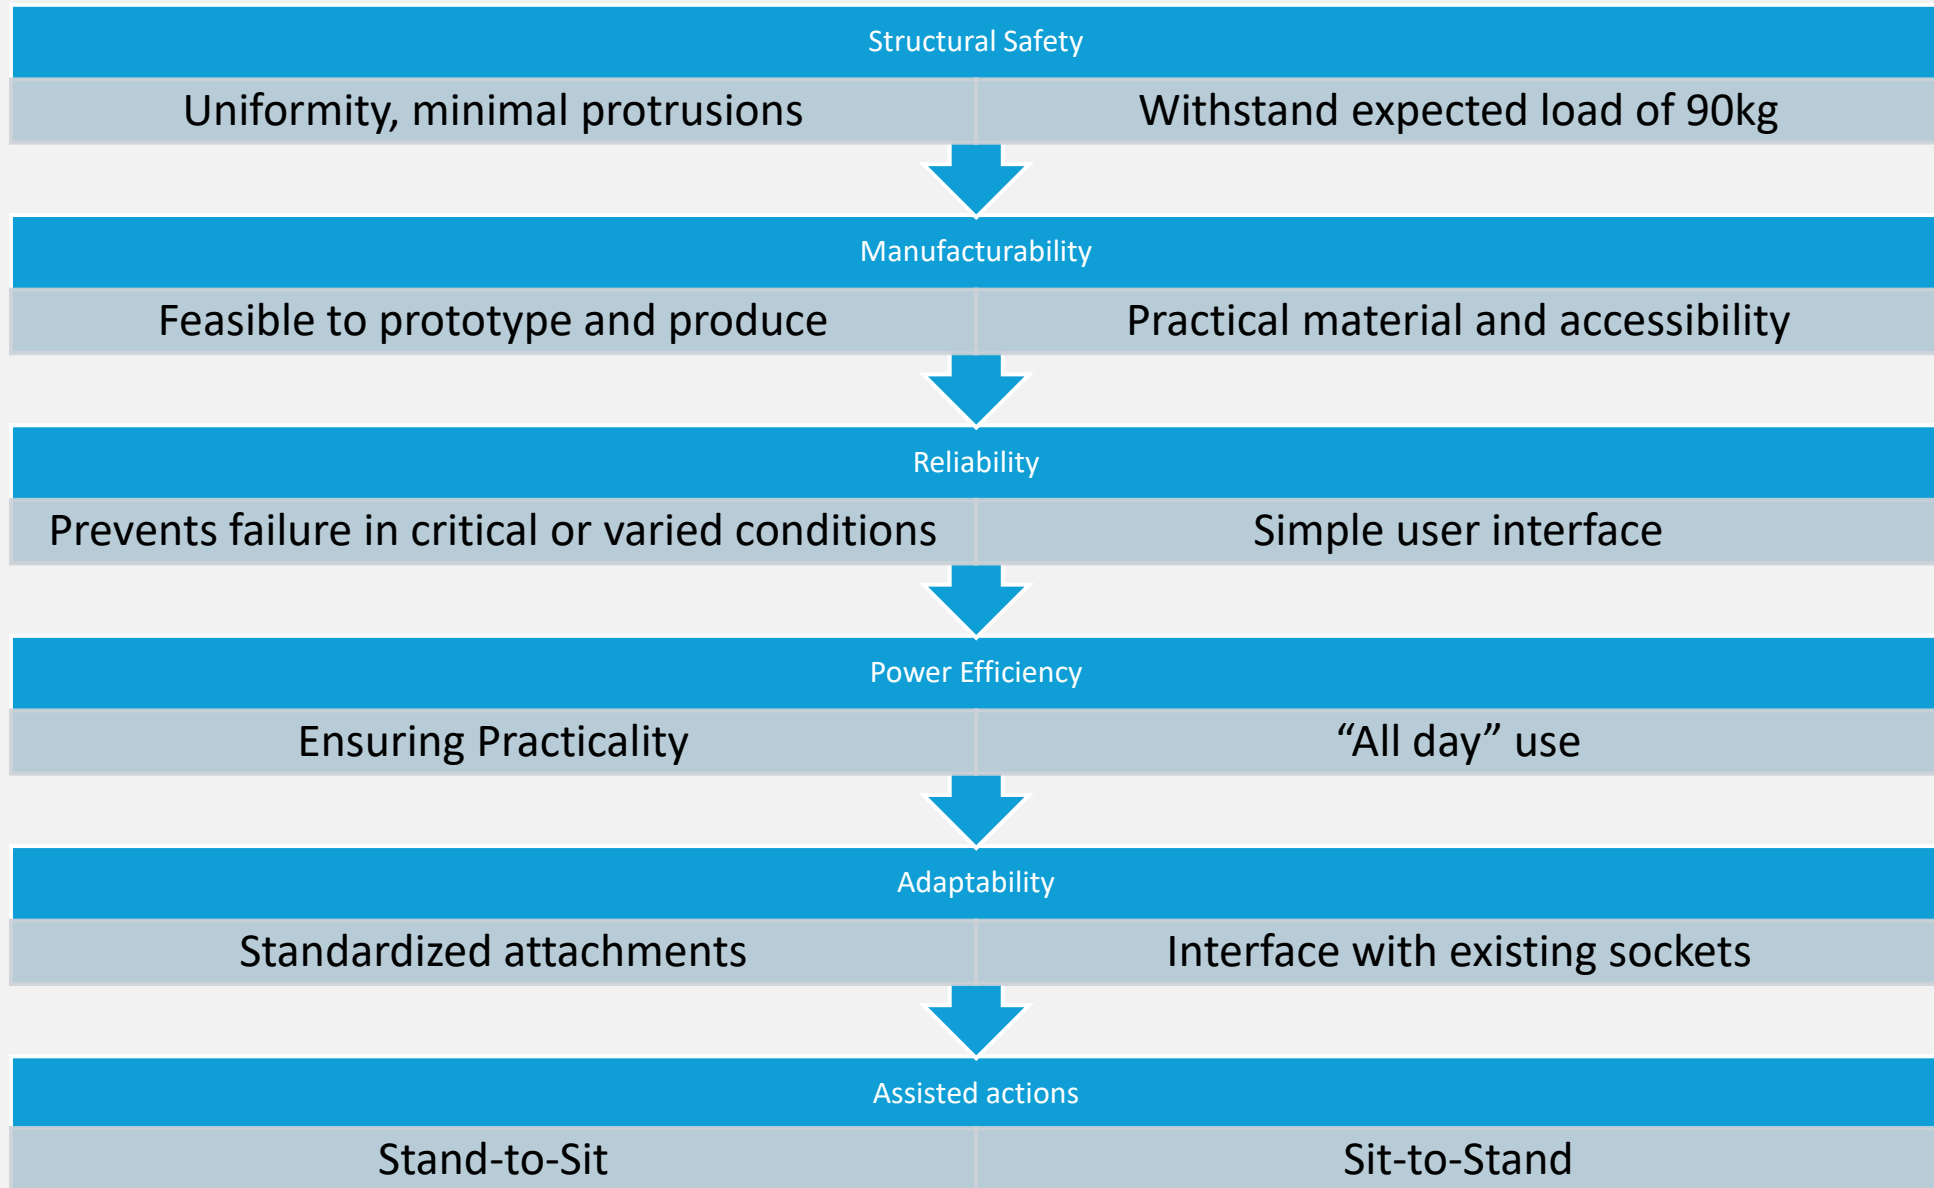 Structural Safety
Uniformity, minimal protrusions
Withstand expected load of 90kg
Manufacturability
Feasible to prototype and produce
Practical material and accessibility
Reliability
Prevents failure in critical or varied conditions
Simple user interface
Power Efficiency
Ensuring Practicality
“All day” use
Adaptability
Standardized attachments
Interface with existing sockets
Assisted actions
Stand-to-Sit
Sit-to-Stand